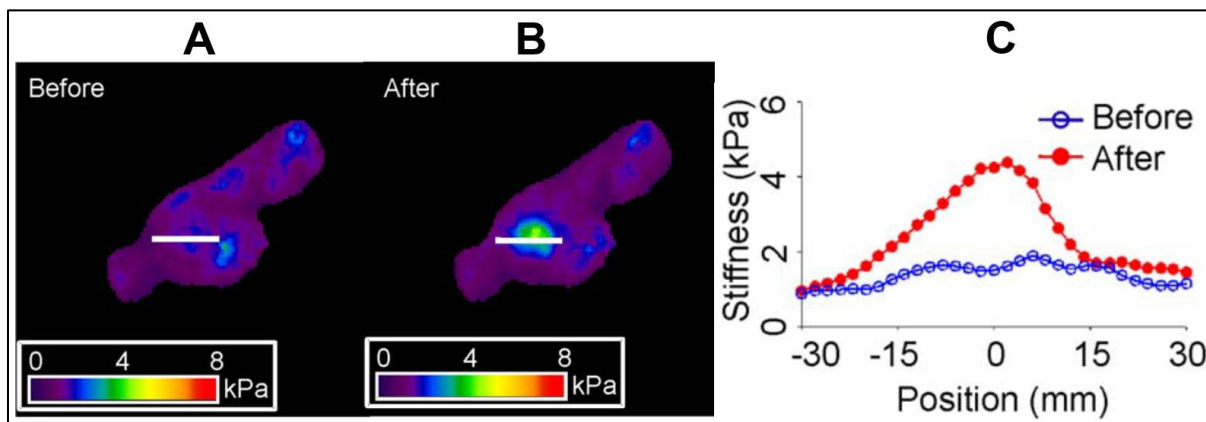 A
B
C
Before
After
0 4 8
kPa
0 4 8
kPa
Before
After
Stiffness (kPa)
6
4
2
0
-30 -15 0 15 30
Position (mm)